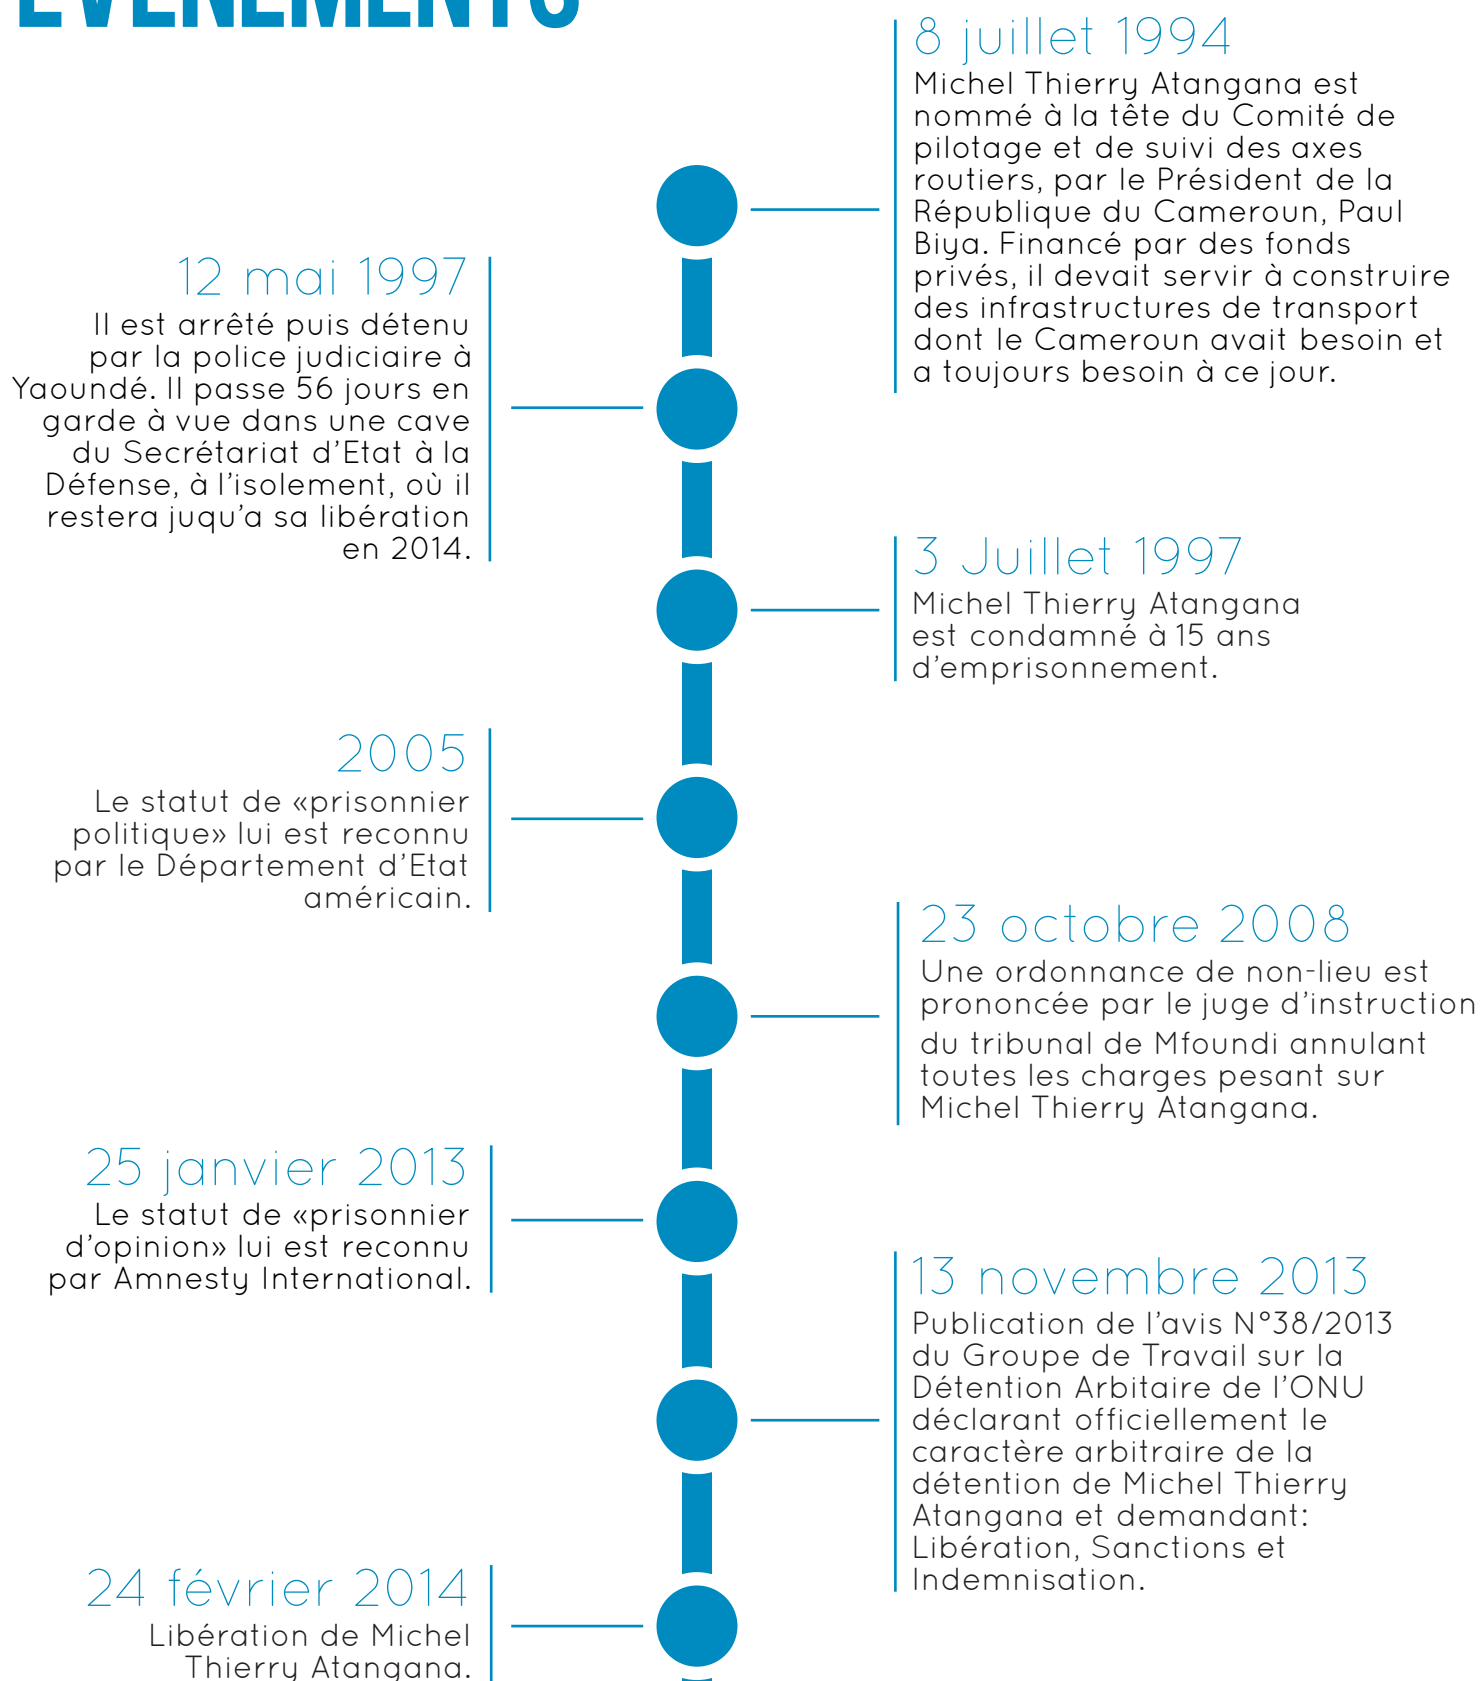 ÉVÉNEMENTS
8 juillet 1994
Michel Thierry Atangana est
nommé à la tête du Comité de
pilotage et de suivi des axes
routiers, par le Président de la
République du Cameroun, Paul
Biya. Financé par des fonds
privés, il devait servir à construire
des infrastructures de transport
dont le Cameroun avait besoin et
a toujours besoin à ce jour.
12 mai 1997
Il est arrêté puis détenu
par la police judiciaire à
Yaoundé. Il passe 56 jours en
garde à vue dans une cave
du Secrétariat d'Etat à la
Défense, à l'isolement, où il
restera juqu'a sa libération
en 2014.
3 Juillet 1997
Michel Thierry Atangana
est condamné à 15 ans
d'emprisonnement.
2005
Le statut de «prisonnier
politique» lui est reconnu
par le Département d'Etat
américain.
23 octobre 2008
Une ordonnance de non-lieu est
prononcée par le juge d'instruction
du tribunal de Mfoundi annulant
toutes les charges pesant sur
Michel Thierry Atangana.
25 janvier 2013
Le statut de «prisonnier
d'opinion» lui est reconnu
par Amnesty International.
13 novembre 2013
Publication de l'avis N°38/2013
du Groupe de Travail sur la
Détention Arbitaire de l'ONU
déclarant officiellement le
caractère arbitraire de la
détention de Michel Thierry
Atangana et demandant:
Libération, Sanctions et
Indemnisation.
24 février 2014
Libération de Michel
Thierry Atangana.